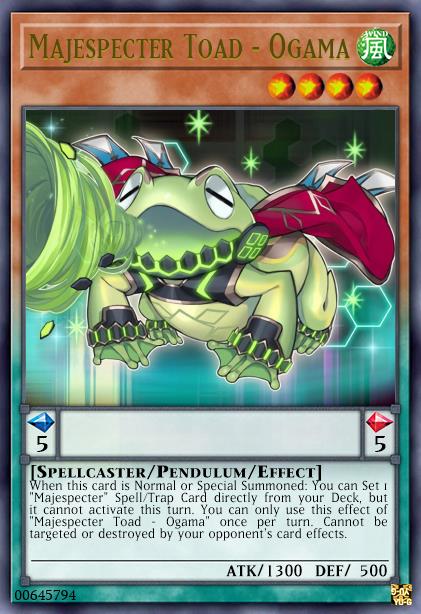 Majespecter Toad - Ogama
WIND
風
5 5
[Spellcaster/Pendulum/Effect]
When this card is Normal or Special Summoned: You can Set 1
"Majespecter" Spell/Trap Card directly from your Deck, but
it cannot activate this turn. You can only use this effect of
"Majespecter Toad - Ogama" once per turn. Cannot be
targeted or destroyed by your opponent's card effects.
ATK/1300 DEF/ 500
00645794